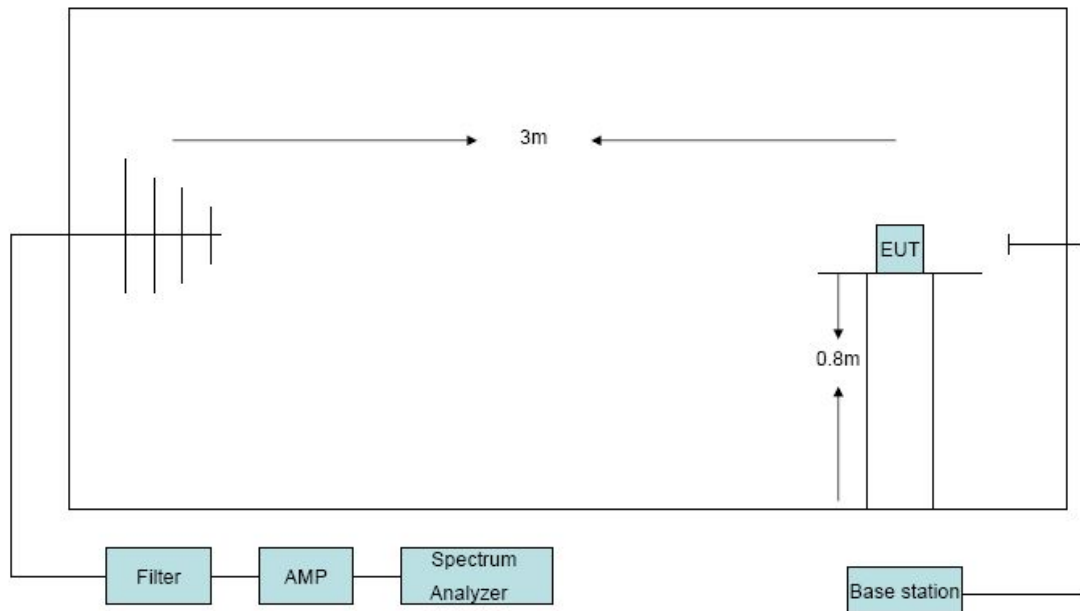 3m
EUT
0.8m
Filter
AMP
Spectrum
Analyzer
Base station